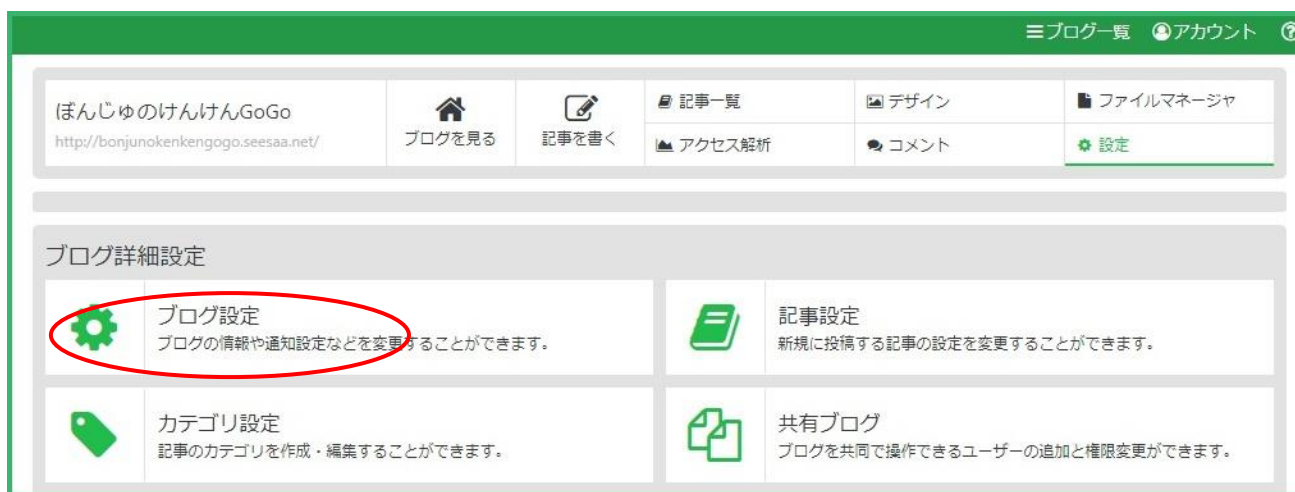 ブログ一覧 アカウント
ぼんじゅのけんけんGoGo
http://bonjunokenkengogo.seesaa.net/
ブログを見る
記事を書く
記事一覧
デザイン
ファイルマネージャ
アクセス解析
コメント
設定
ブログ詳細設定
ブログ設定
ブログの情報や通知設定などを変更することができます。
記事設定
新規に投稿する記事の設定を変更することができます。
カテゴリ設定
記事のカテゴリを作成・編集することができます。
共有ブログ
ブログを共同で操作できるユーザーの追加と権限変更ができます。